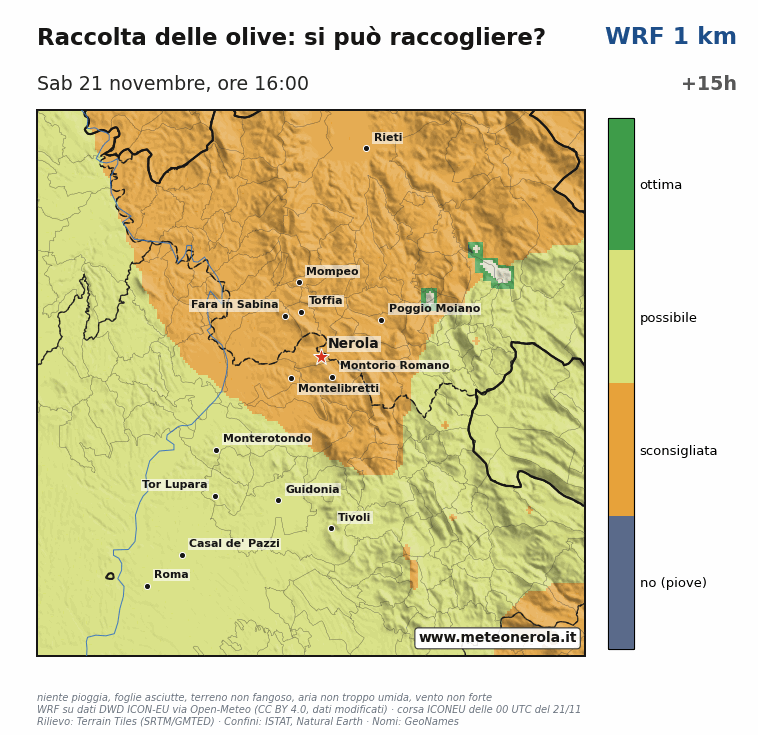 Raccolta delle olive: si può raccogliere?
WRF 1 km
Sab 21 novembre, ore 16:00
+15h
Rieti
Mompeo
Toffia
Fara in Sabina
Poggio Moiano
Nerola
Montorio Romano
Montelibretti
Monterotondo
Tor Lupara
Guidonia
Tivoli
Casal de' Pazzi
Roma
www.meteonerola.it
ottima
possibile
sconsigliata
no (piove)
niente pioggia, foglie asciutte, terreno non fangoso, aria non troppo umida, vento non forte
WRF su dati DWD ICON-EU via Open-Meteo (CC BY 4.0, dati modificati) · corsa ICONEU delle 00 UTC del 21/11
Rilievo: Terrain Tiles (SRTM/GMTED) · Confini: ISTAT, Natural Earth · Nomi: GeoNames